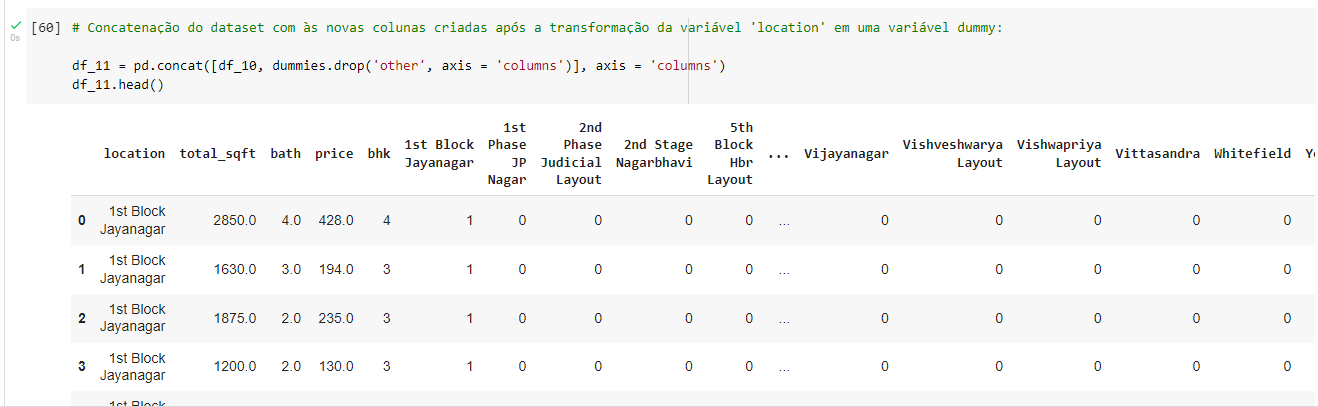 [60] # Concatenação do dataset com às novas colunas criadas após a transformação da variável 'location' em uma variável dummy:
0s
df_11 = pd.concat([df_10, dummies.drop('other', axis = 'columns')], axis = 'columns')
df_11.head()
location total_sqft bath price bhk 1st Block Jayanagar 1st Phase JP Nagar 2nd Phase Judicial Layout 2nd Stage Nagarbhavi 5th Block Hbr Layout ... Vijayanagar Vishveshwarya Layout Vishwapriya Layout Vittasandra Whitefield
0 1st Block Jayanagar 2850.0 4.0 428.0 4 1 0 0 0 0 ... 0 0 0 0 0
1 1st Block Jayanagar 1630.0 3.0 194.0 3 1 0 0 0 0 ... 0 0 0 0 0
2 1st Block Jayanagar 1875.0 2.0 235.0 3 1 0 0 0 0 ... 0 0 0 0 0
3 1st Block Jayanagar 1200.0 2.0 130.0 3 1 0 0 0 0 ... 0 0 0 0 0
1st Block